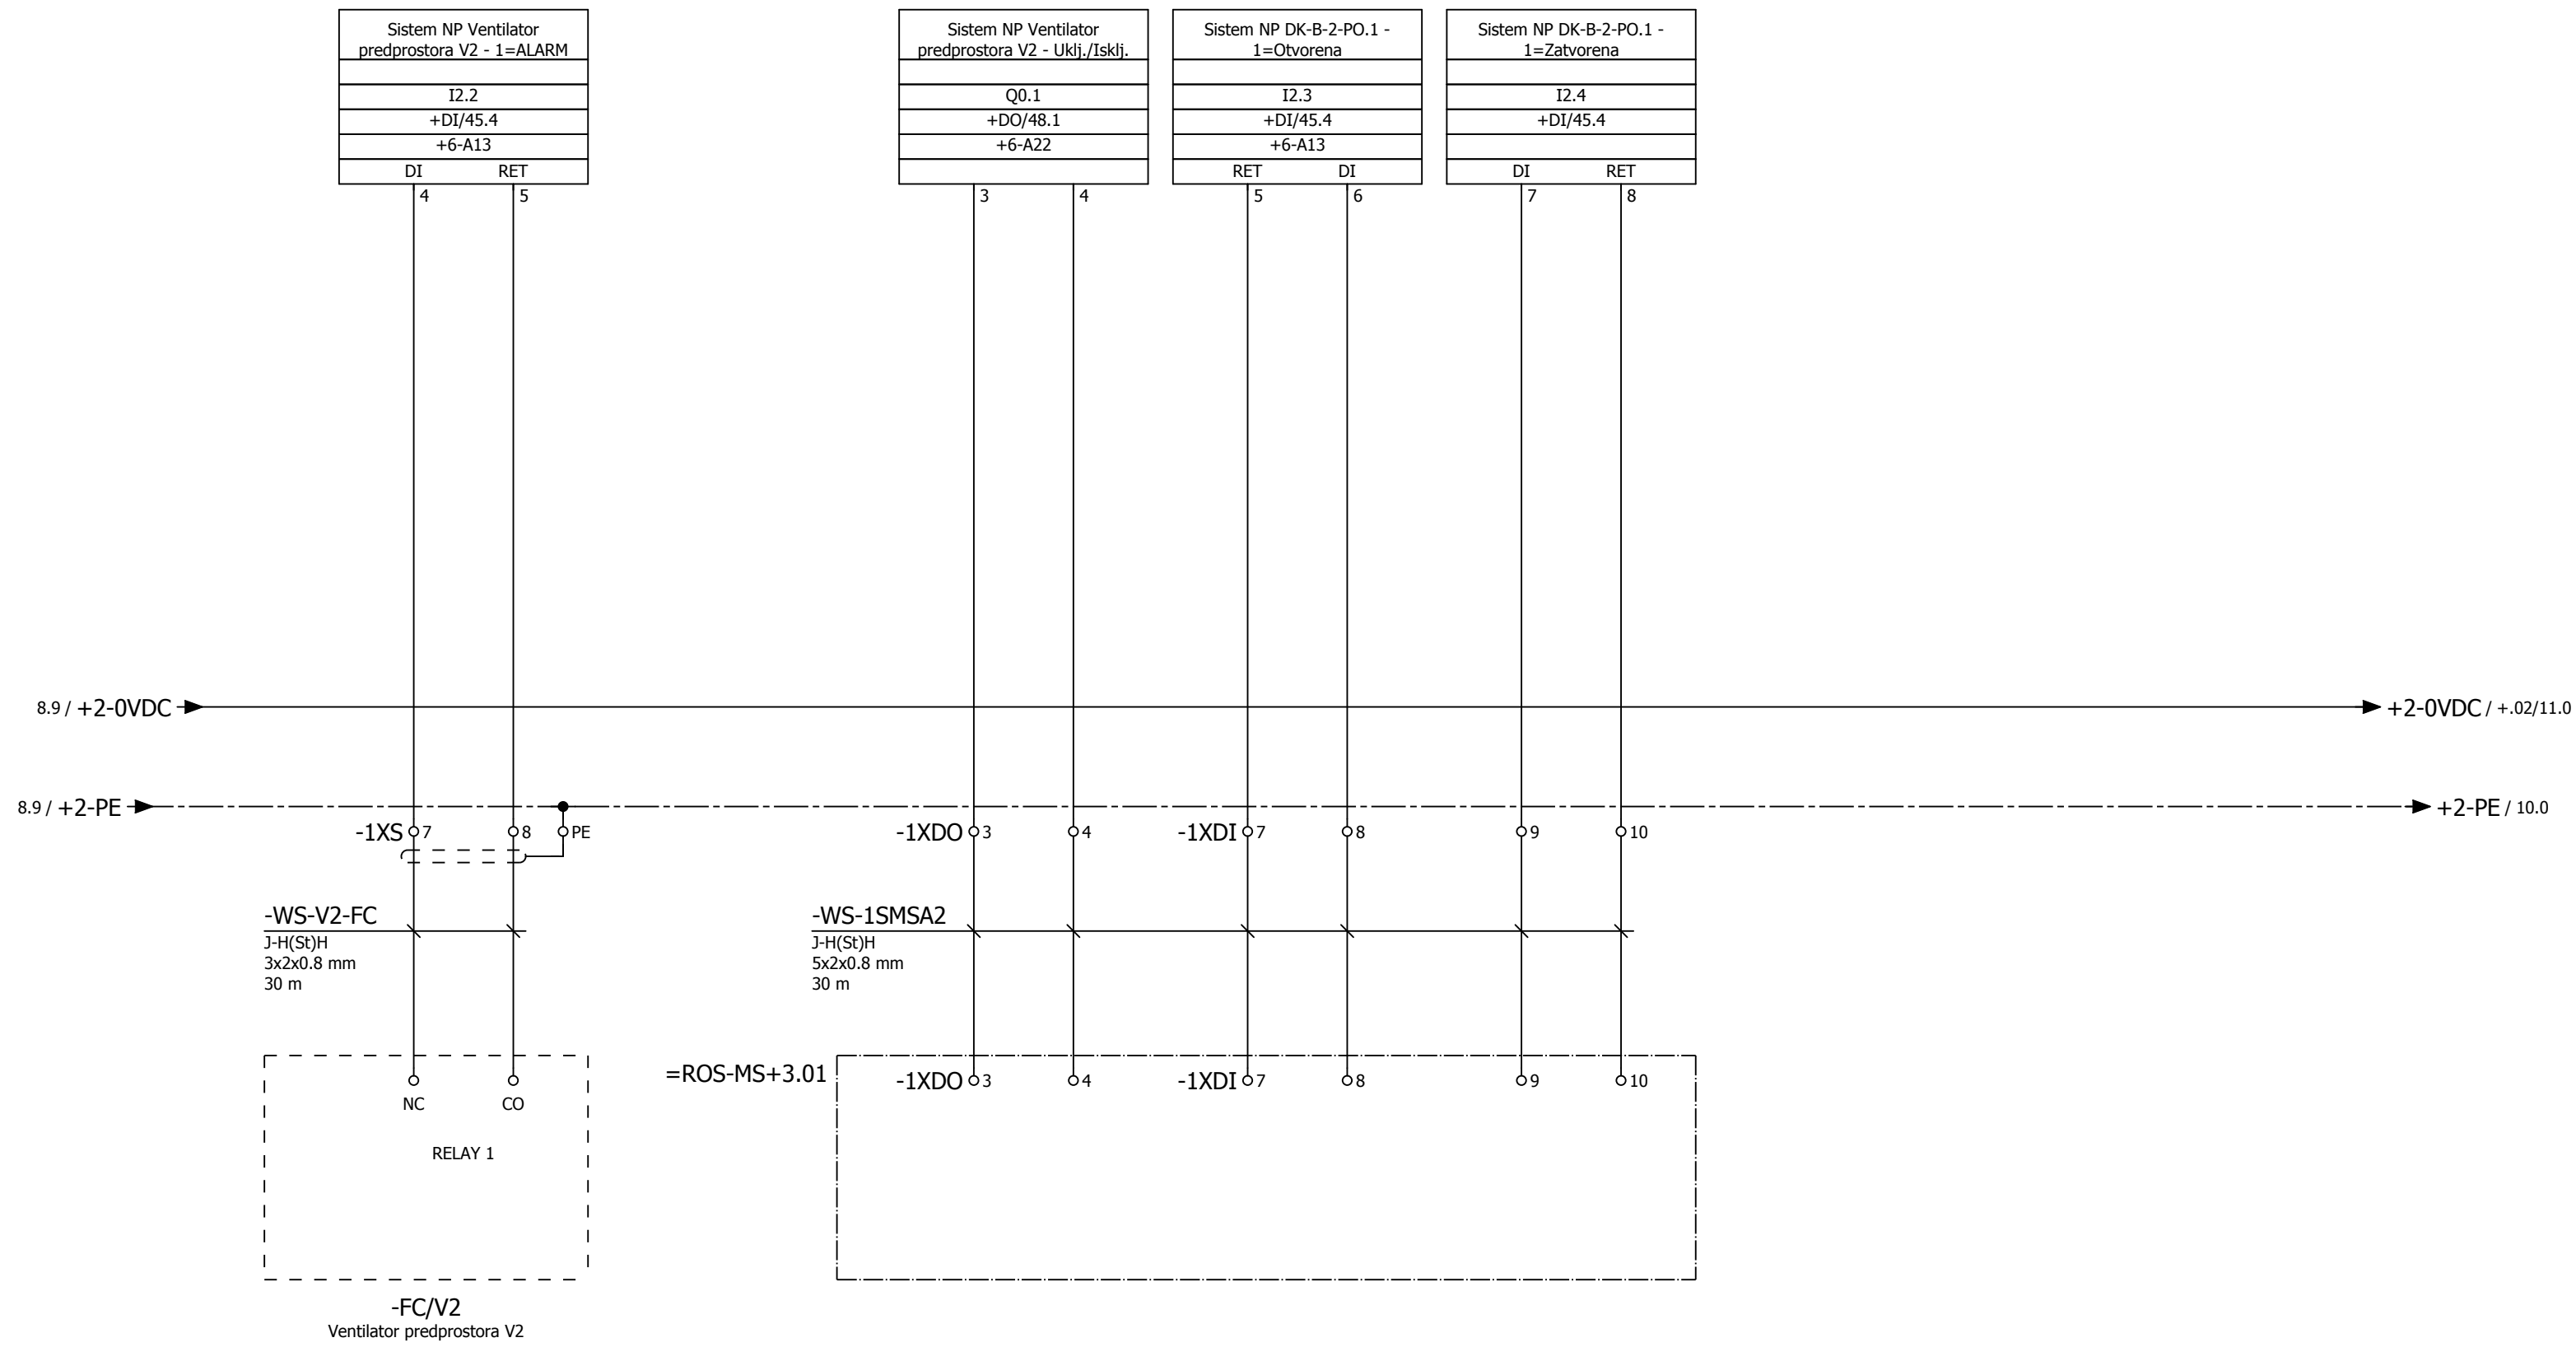 Sistem NP Ventilator
predprostora V2 - 1=ALARM
I2.2
+DI/45.4
+6-A13
DI RET
4 5
Sistem NP Ventilator
predprostora V2 - Uklj./Isklj.
Q0.1
+DO/48.1
+6-A22
3 4
Sistem NP DK-B-2-PO.1 -
1=Otvorena
I2.3
+DI/45.4
+6-A13
RET DI
5 6
Sistem NP DK-B-2-PO.1 -
1=Zatvorena
I2.4
+DI/45.4
DI RET
7 8
8.9 / +2-0VDC +2-0VDC / +.02/11.0
8.9 / +2-PE +2-PE / 10.0
-1XS 7 8 PE -1XDO 3 4 -1XDI 7 8 9 10
-WS-V2-FC
J-H(St)H
3x2x0.8 mm
30 m
-WS-1SMSA2
J-H(St)H
5x2x0.8 mm
30 m
NC CO
RELAY 1
-FC/V2
Ventilator predprostora V2
=ROS-MS+3.01
-1XDO 3 4 -1XDI 7 8 9 10